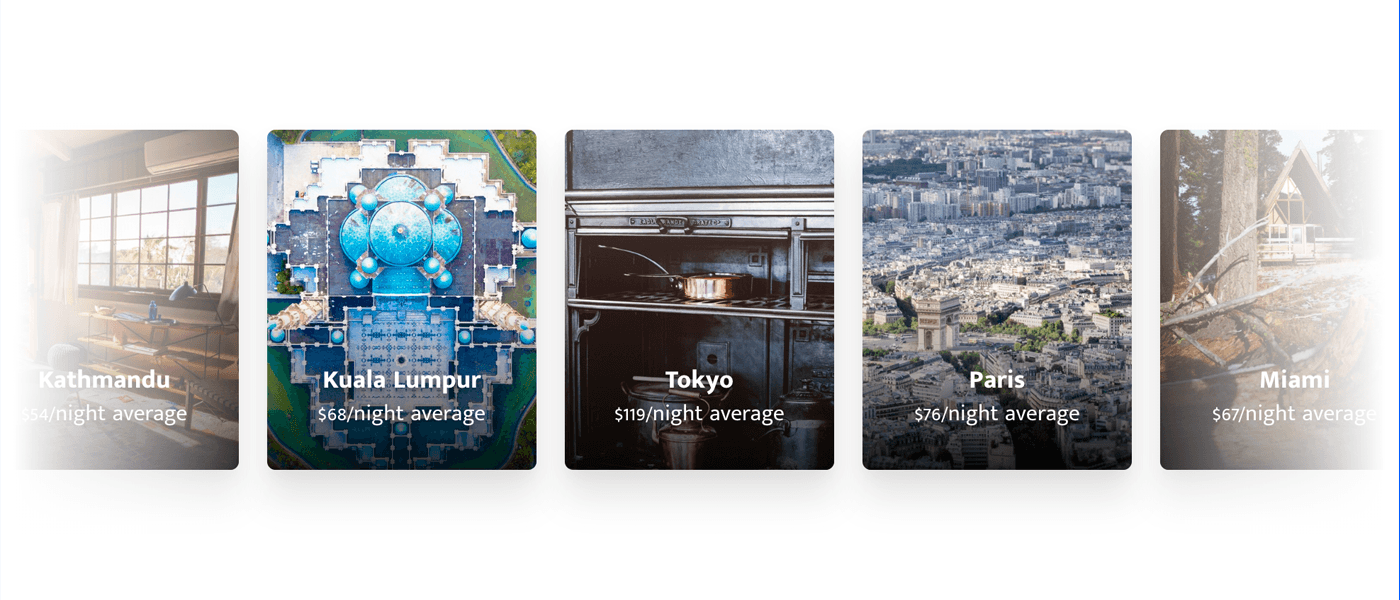 Kathmandu
$54/night average
Kuala Lumpur
$68/night average
Tokyo
$119/night average
Paris
$76/night average
Miami
$67/night average